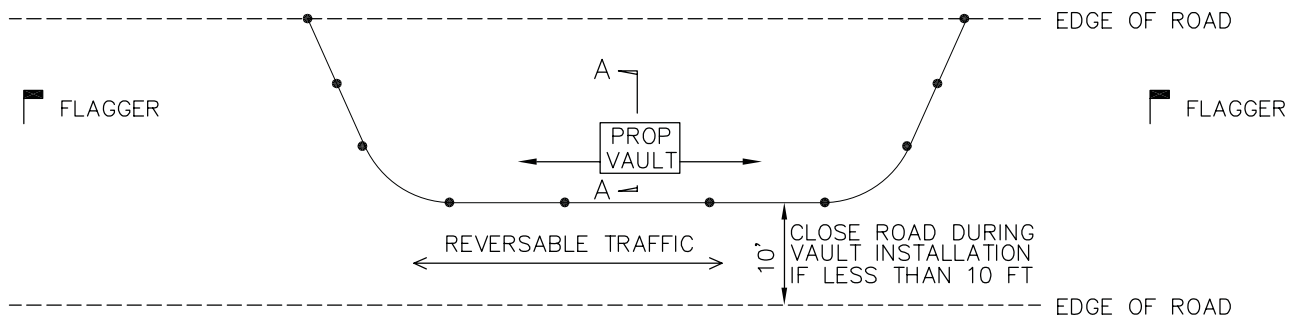 EDGE OF ROAD
FLAGGER
A
PROP
VAULT
FLAGGER
A
REVERSABLE TRAFFIC
10'
CLOSE ROAD DURING
VAULT INSTALLATION
IF LESS THAN 10 FT
EDGE OF ROAD